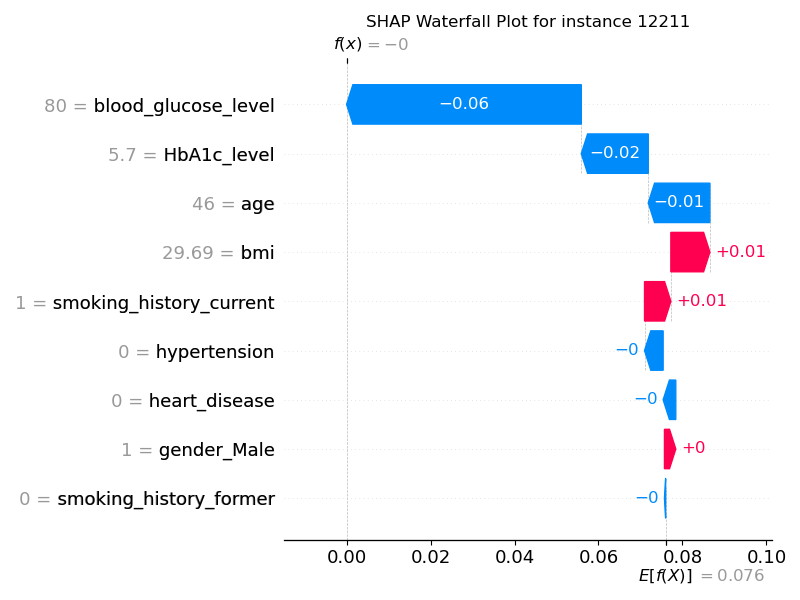 SHAP Waterfall Plot for instance 12211
f(x) = −0
80 = blood_glucose_level −0.06
5.7 = HbA1c_level −0.02
46 = age −0.01
29.69 = bmi +0.01
1 = smoking_history_current +0.01
0 = hypertension −0
0 = heart_disease −0
1 = gender_Male +0
0 = smoking_history_former −0
0.00 0.02 0.04 0.06 0.08 0.10
E[f(X)] = 0.076